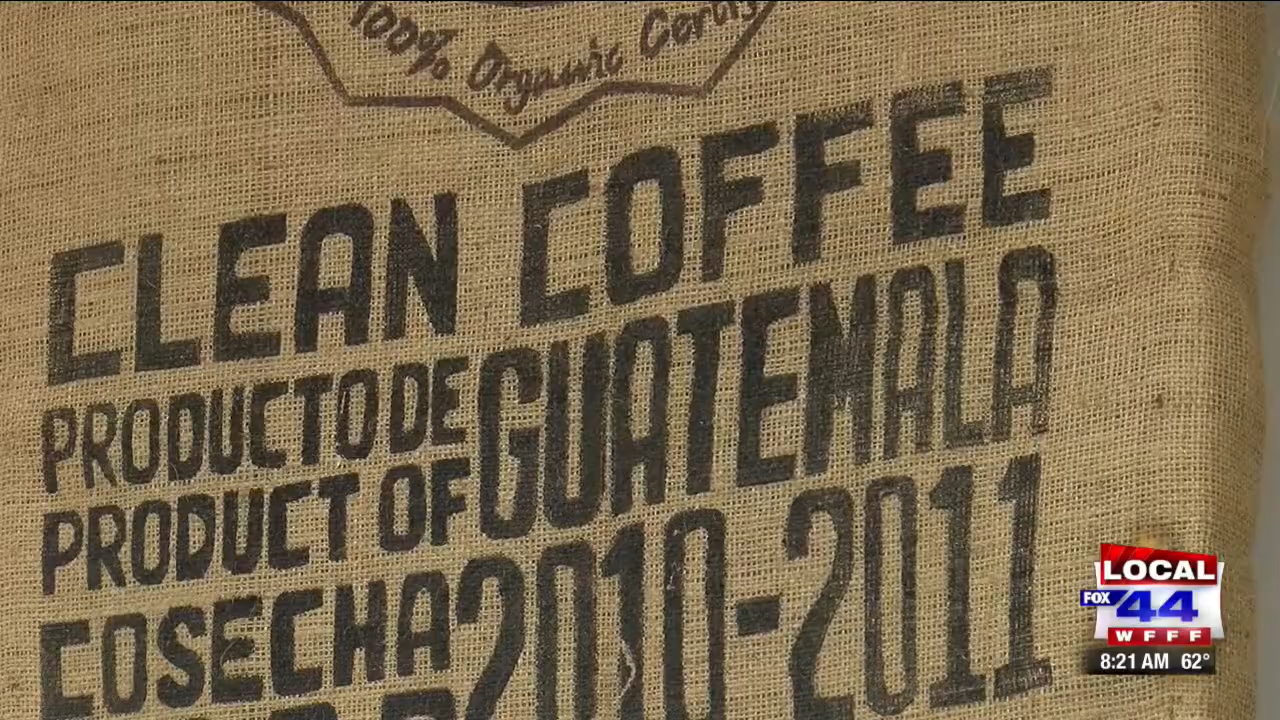 100% Organic
CLEAN COFFEE
PRODUCTO DE
PRODUCT OF
GUATEMALA
COSECHA 2010-2011
LOCAL
FOX 44
WFFF
8:21 AM 62°